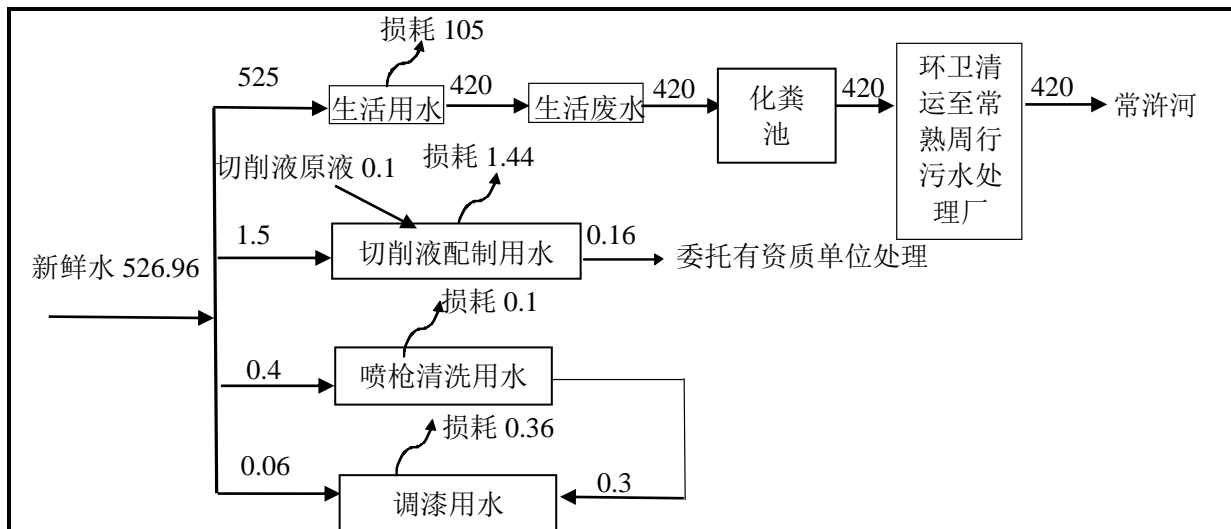 损耗 105
525
生活用水
420
生活废水
420
化粪
池
420
环卫清
运至常
熟周行
污水处
理厂
420
常浒河
切削液原液 0.1
损耗 1.44
1.5
切削液配制用水
0.16
委托有资质单位处理
新鲜水 526.96
损耗 0.1
0.4
喷枪清洗用水
损耗 0.36
0.06
调漆用水
0.3